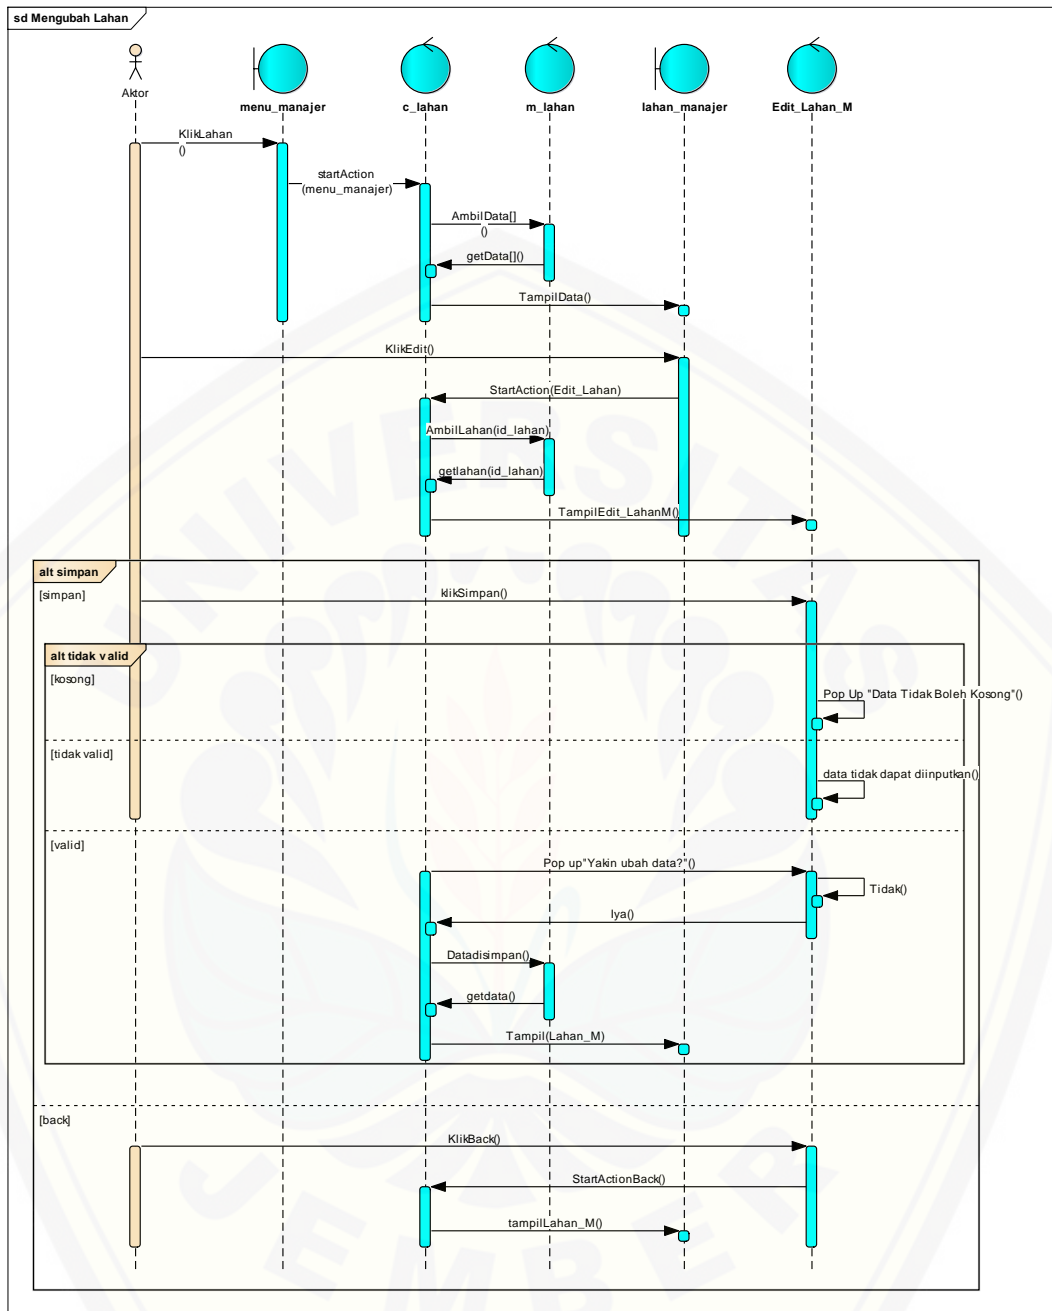 sd Mengubah Lahan
Aktor
menu_manajer
c_lahan
m_lahan
lahan_manajer
Edit_Lahan_M
KlikLahan
()
startAction
(menu_manajer)
AmbilData[]
()
getData[]()
TampilData()
KlikEdit()
StartAction(Edit_Lahan)
AmbilLahan(id_lahan)
getlahan(id_lahan)
TampilEdit_LahanM()
alt simpan
[simpan]
klikSimpan()
alt tidak valid
[kosong]
Pop Up "Data Tidak Boleh Kosong"()
[tidak valid]
data tidak dapat diinputkan()
[valid]
Pop up"Yakin ubah data?"()
Tidak()
Iya()
Datadisimpan()
getdata()
Tampil(Lahan_M)
[back]
KlikBack()
StartActionBack()
tampilLahan_M()
UNIVERSITAS
JEMBER